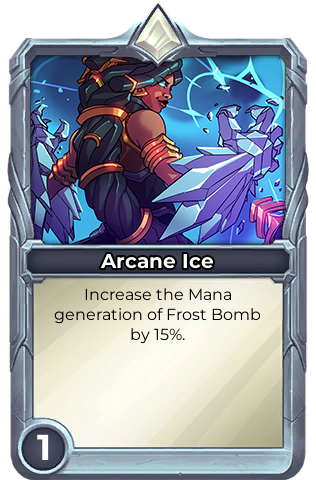 Arcane Ice
Increase the Mana
generation of Frost Bomb
by 15%.
1